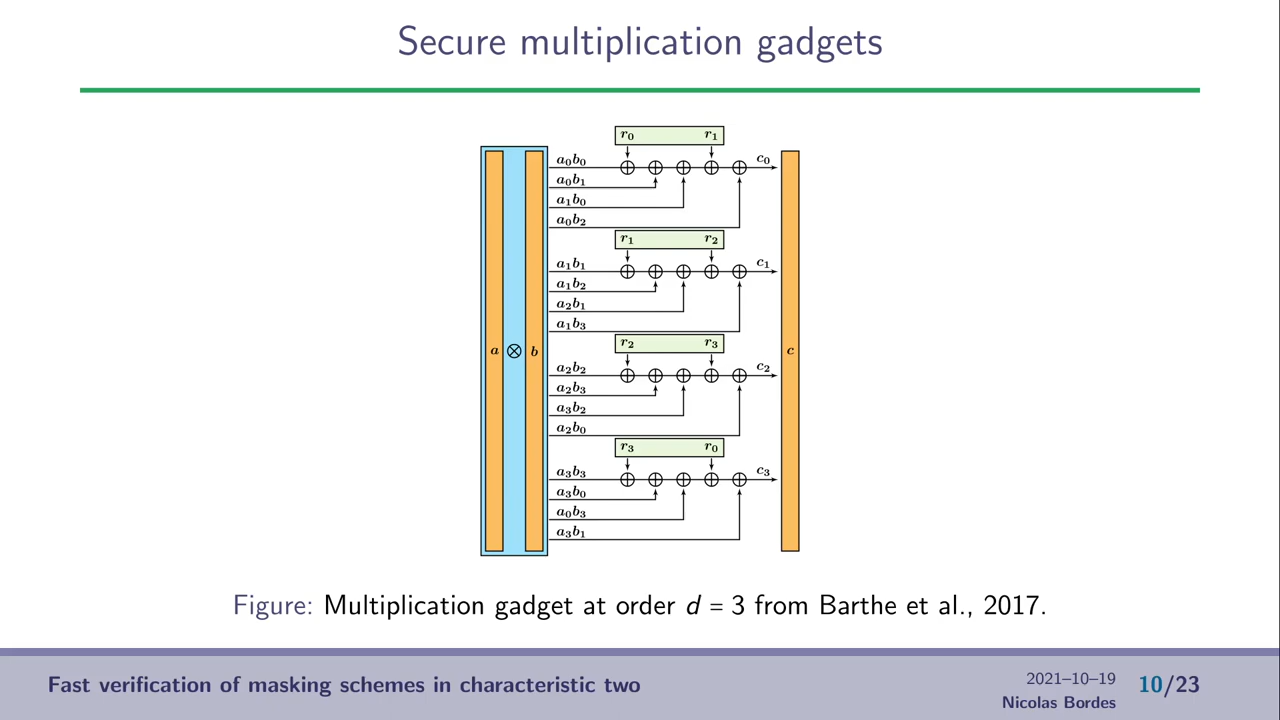 Secure multiplication gadgets
r0 r1
a0b0 c0
a0b1
a1b0
a0b2
r1 r2
a1b1 c1
a1b2
a2b1
a1b3
r2 r3
a ⊗ b c
a2b2 c2
a2b3
a3b2
a2b0
r3 r0
a3b3 c3
a3b0
a0b3
a3b1
Figure: Multiplication gadget at order d = 3 from Barthe et al., 2017.
Fast verification of masking schemes in characteristic two
2021–10–19
Nicolas Bordes
10/23